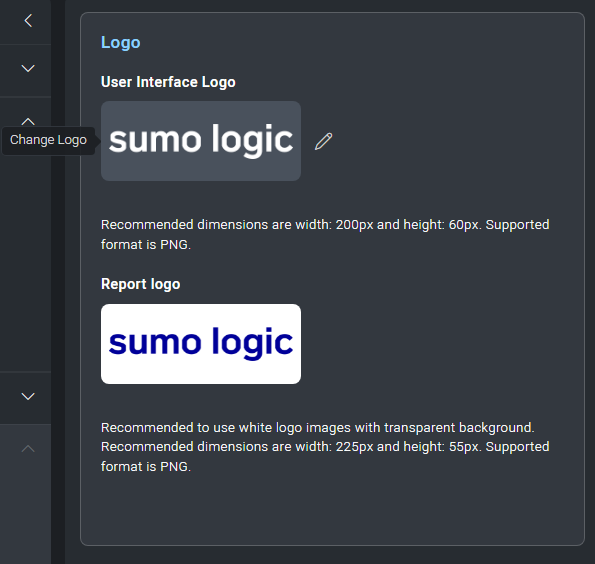 Logo
User Interface Logo
Change Logo
sumo logic
Recommended dimensions are width: 200px and height: 60px. Supported
format is PNG.
Report logo
sumo logic
Recommended to use white logo images with transparent background.
Recommended dimensions are width: 225px and height: 55px. Supported
format is PNG.